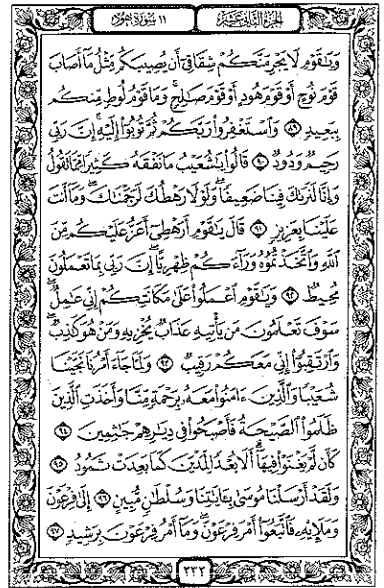 الجزء الثاني عشر
١١ سورة هود
وَيَٰقَوْمِ لَا يَجْرِمَنَّكُمْ شِقَاقِىٓ أَن يُصِيبَكُم مِّثْلُ مَآ أَصَابَ
قَوْمَ نُوحٍ أَوْ قَوْمَ هُودٍ أَوْ قَوْمَ صَٰلِحٍ ۚ وَمَا قَوْمُ لُوطٍ مِّنكُم
بِبَعِيدٍ ٨٩ وَٱسْتَغْفِرُوا۟ رَبَّكُمْ ثُمَّ تُوبُوٓا۟ إِلَيْهِ ۚ إِنَّ رَبِّى
رَحِيمٌ وَدُودٌ ٩٠ قَالُوا۟ يَٰشُعَيْبُ مَا نَفْقَهُ كَثِيرًا مِّمَّا تَقُولُ
وَإِنَّا لَنَرَىٰكَ فِينَا ضَعِيفًا ۖ وَلَوْلَا رَهْطُكَ لَرَجَمْنَٰكَ ۖ وَمَآ أَنتَ
عَلَيْنَا بِعَزِيزٍ ٩١ قَالَ يَٰقَوْمِ أَرَهْطِىٓ أَعَزُّ عَلَيْكُم مِّنَ
ٱللَّهِ وَٱتَّخَذْتُمُوهُ وَرَآءَكُمْ ظِهْرِيًّا ۖ إِنَّ رَبِّى بِمَا تَعْمَلُونَ
مُحِيطٌ ٩٢ وَيَٰقَوْمِ ٱعْمَلُوا۟ عَلَىٰ مَكَانَتِكُمْ إِنِّى عَٰمِلٌ ۖ
سَوْفَ تَعْلَمُونَ مَن يَأْتِيهِ عَذَابٌ يُخْزِيهِ وَمَنْ هُوَ كَٰذِبٌ ۖ
وَٱرْتَقِبُوٓا۟ إِنِّى مَعَكُمْ رَقِيبٌ ٩٣ وَلَمَّا جَآءَ أَمْرُنَا نَجَّيْنَا
شُعَيْبًا وَٱلَّذِينَ ءَامَنُوا۟ مَعَهُۥ بِرَحْمَةٍ مِّنَّا وَأَخَذَتِ ٱلَّذِينَ
ظَلَمُوا۟ ٱلصَّيْحَةُ فَأَصْبَحُوا۟ فِى دِيَٰرِهِمْ جَٰثِمِينَ ٩٤
كَأَن لَّمْ يَغْنَوْا۟ فِيهَآ ۗ أَلَا بُعْدًا لِّمَدْيَنَ كَمَا بَعِدَتْ ثَمُودُ ٩٥
وَلَقَدْ أَرْسَلْنَا مُوسَىٰ بِـَٔايَٰتِنَا وَسُلْطَٰنٍ مُّبِينٍ ٩٦ إِلَىٰ فِرْعَوْنَ
وَمَلَإِي۟هِۦ فَٱتَّبَعُوٓا۟ أَمْرَ فِرْعَوْنَ ۖ وَمَآ أَمْرُ فِرْعَوْنَ بِرَشِيدٍ ٩٧
٢٣٢